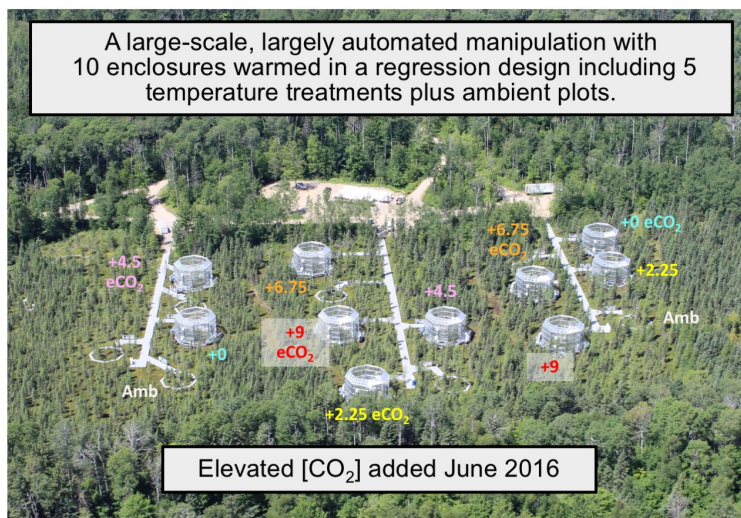 A large-scale, largely automated manipulation with
10 enclosures warmed in a regression design including 5
temperature treatments plus ambient plots.
+0 eCO₂
+6.75
eCO₂
+2.25
+4.5
eCO₂
+6.75
+4.5
Amb
+9
eCO₂
+0
+9
Amb
+2.25 eCO₂
Elevated [CO₂] added June 2016